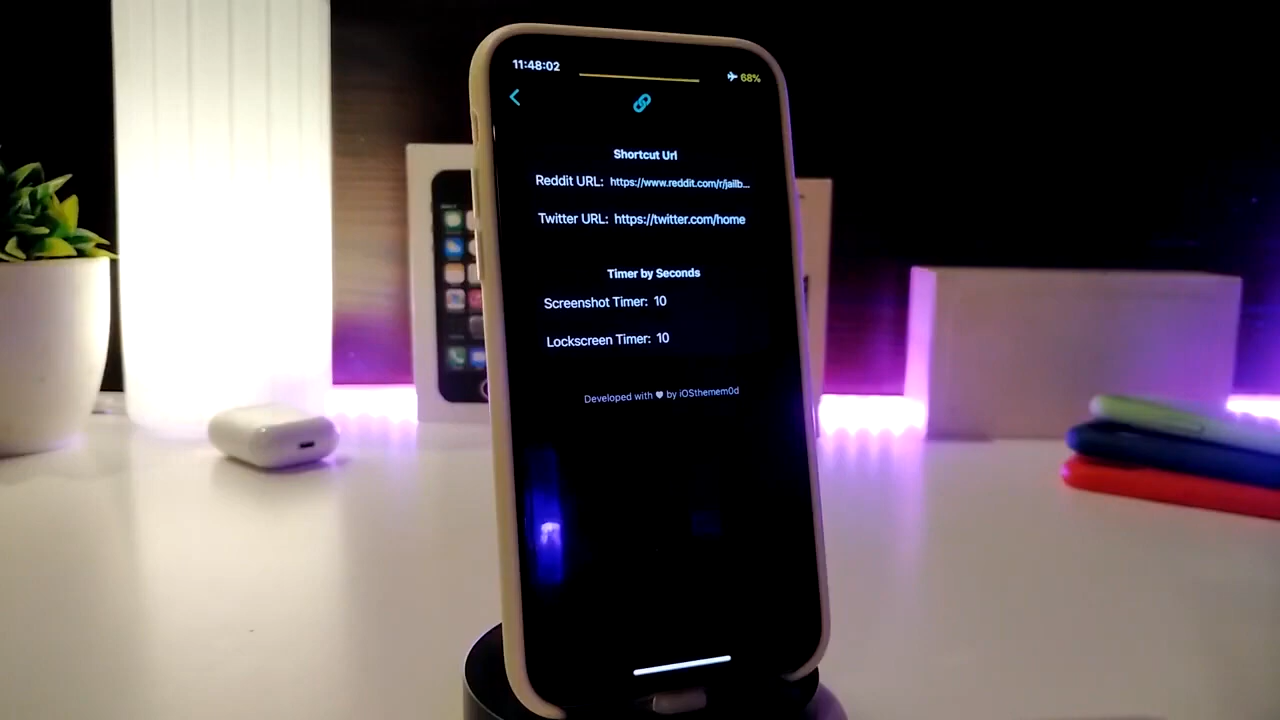 11:48:02
68%
Shortcut Url
Reddit URL: https://www.reddit.com/r/jailb...
Twitter URL: https://twitter.com/home
Timer by Seconds
Screenshot Timer: 10
Lockscreen Timer: 10
Developed with ♥ by iOSthemem0d